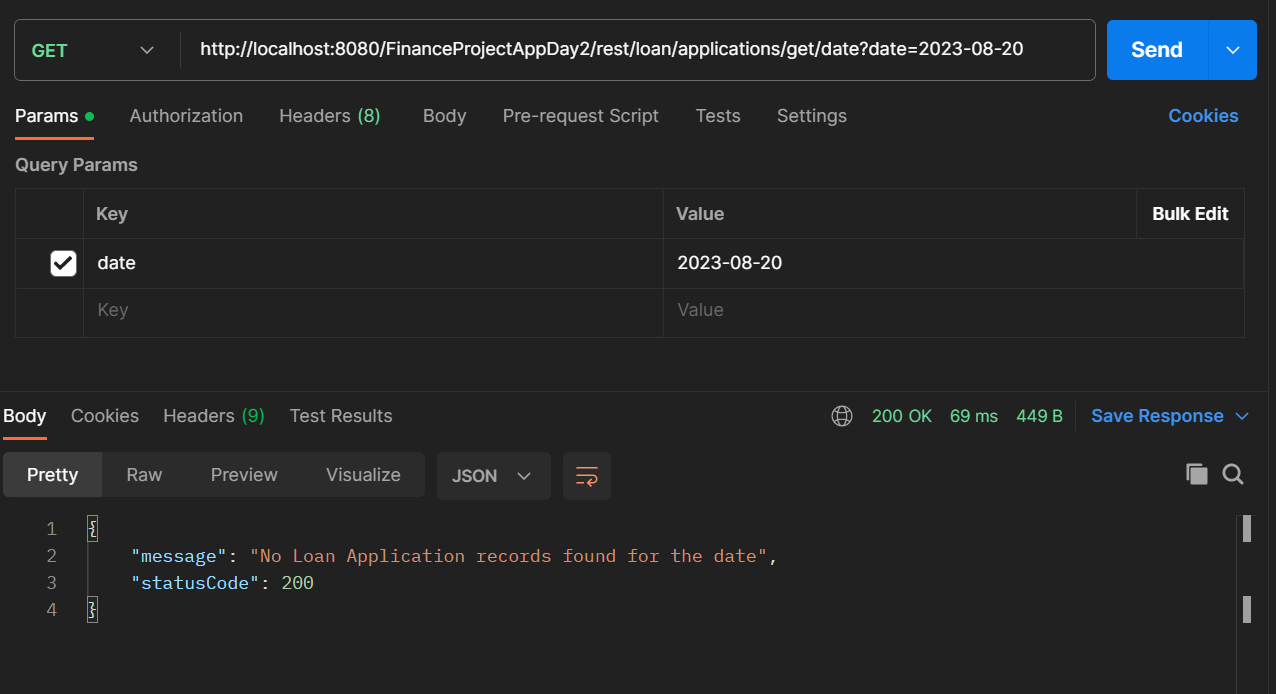 GET http://localhost:8080/FinanceProjectAppDay2/rest/loan/applications/get/date?date=2023-08-20 Send
Params Authorization Headers (8) Body Pre-request Script Tests Settings Cookies
Query Params
Key Value Bulk Edit
date 2023-08-20
Key Value
Body Cookies Headers (9) Test Results 200 OK 69 ms 449 B Save Response
Pretty Raw Preview Visualize JSON
1 {
2 "message": "No Loan Application records found for the date",
3 "statusCode": 200
4 }